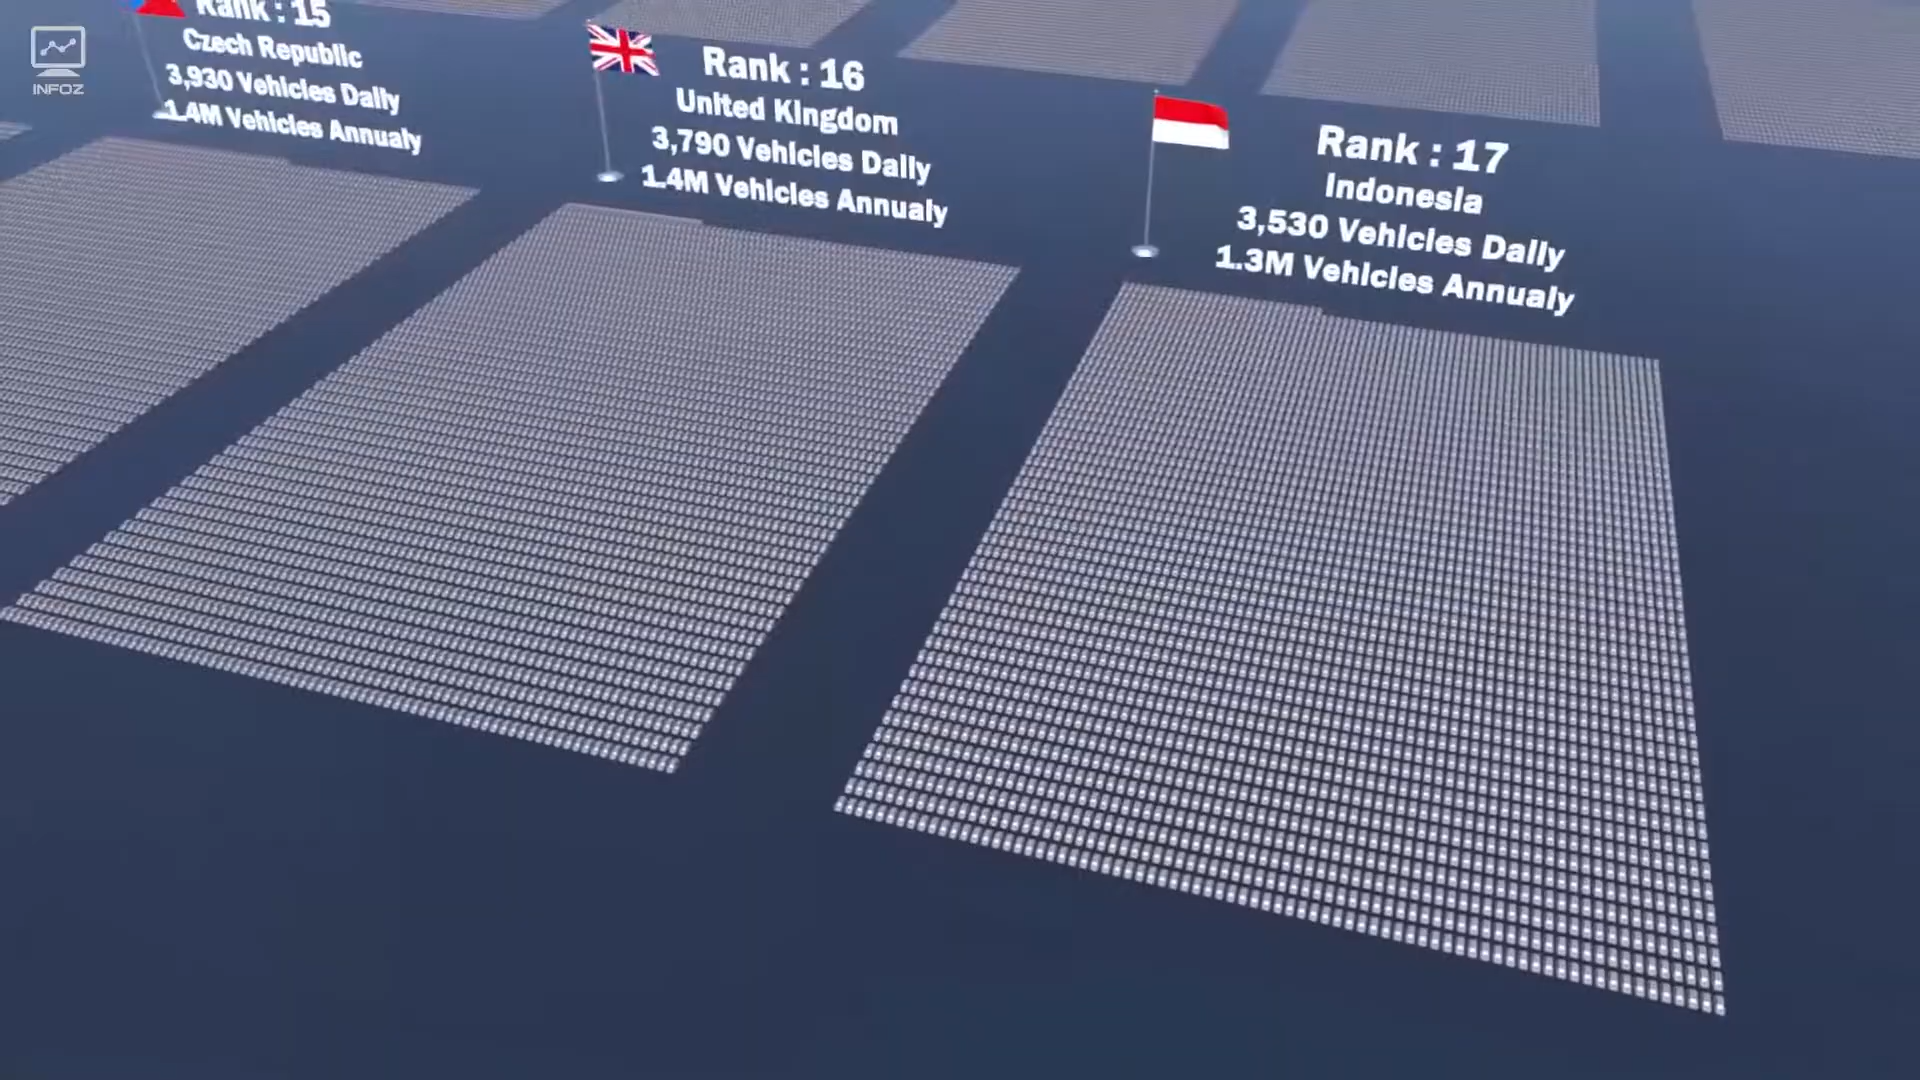 INFOZ
Rank : 15
Czech Republic
3,930 Vehicles Daily
1.4M Vehicles Annualy
Rank : 16
United Kingdom
3,790 Vehicles Daily
1.4M Vehicles Annualy
Rank : 17
Indonesia
3,530 Vehicles Daily
1.3M Vehicles Annualy